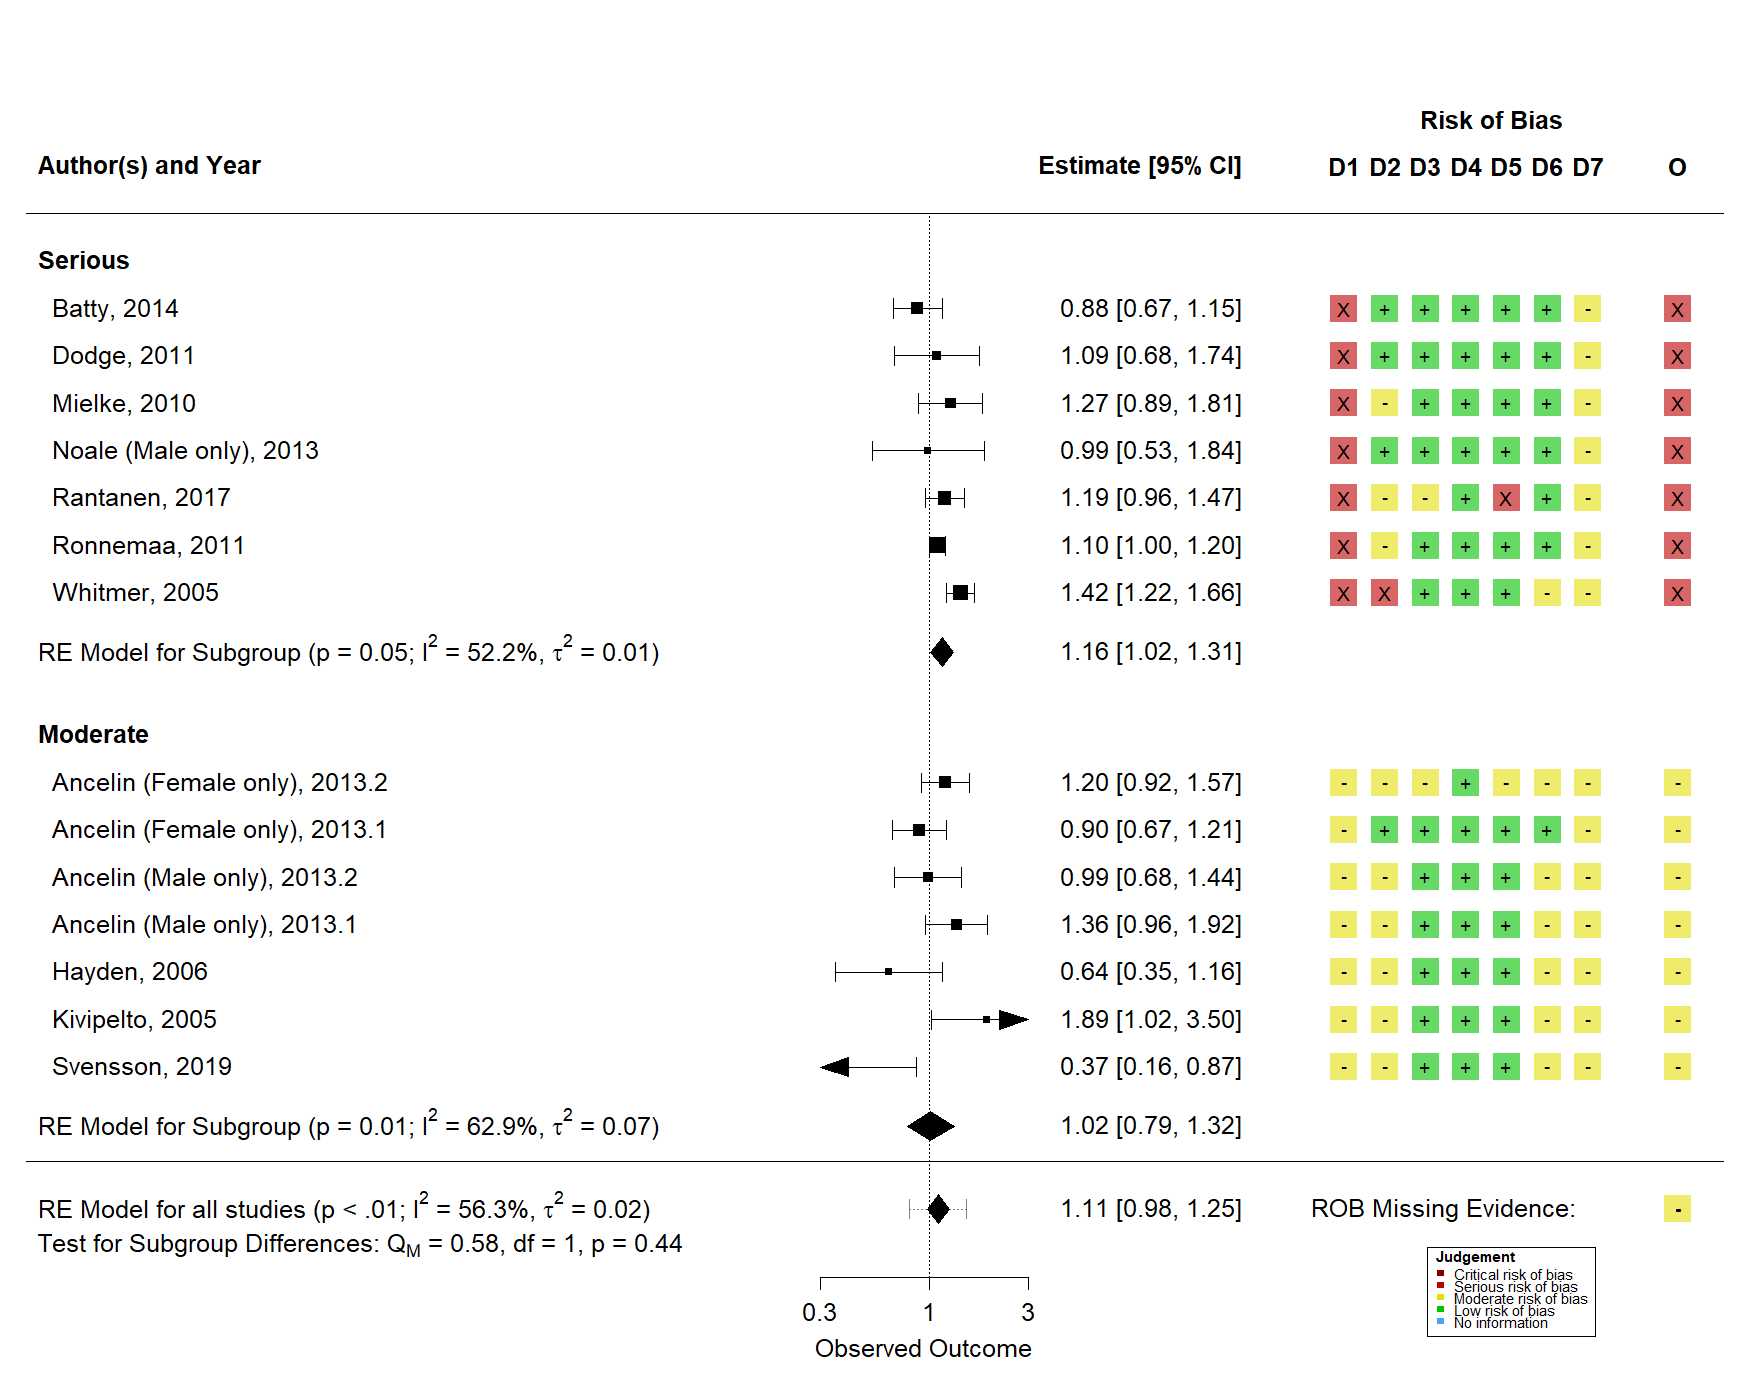 Risk of Bias
Author(s) and Year Estimate [95% CI] D1 D2 D3 D4 D5 D6 D7 O
Serious
Batty, 2014 0.88 [0.67, 1.15] X + + + + + - X
Dodge, 2011 1.09 [0.68, 1.74] X + + + + + - X
Mielke, 2010 1.27 [0.89, 1.81] X - + + + + - X
Noale (Male only), 2013 0.99 [0.53, 1.84] X + + + + + - X
Rantanen, 2017 1.19 [0.96, 1.47] X - - + X + - X
Ronnemaa, 2011 1.10 [1.00, 1.20] X - + + + + - X
Whitmer, 2005 1.42 [1.22, 1.66] X X + + + - - X
RE Model for Subgroup (p = 0.05; I² = 52.2%, τ² = 0.01) 1.16 [1.02, 1.31]
Moderate
Ancelin (Female only), 2013.2 1.20 [0.92, 1.57] - - - + - - - -
Ancelin (Female only), 2013.1 0.90 [0.67, 1.21] - + + + + + - -
Ancelin (Male only), 2013.2 0.99 [0.68, 1.44] - - + + + - - -
Ancelin (Male only), 2013.1 1.36 [0.96, 1.92] - - + + + - - -
Hayden, 2006 0.64 [0.35, 1.16] - - + + + - - -
Kivipelto, 2005 1.89 [1.02, 3.50] - - + + + - - -
Svensson, 2019 0.37 [0.16, 0.87] - - + + + - - -
RE Model for Subgroup (p = 0.01; I² = 62.9%, τ² = 0.07) 1.02 [0.79, 1.32]
RE Model for all studies (p < .01; I² = 56.3%, τ² = 0.02) 1.11 [0.98, 1.25] ROB Missing Evidence: -
Test for Subgroup Differences: Q_M = 0.58, df = 1, p = 0.44
Judgement
Critical risk of bias
Serious risk of bias
Moderate risk of bias
Low risk of bias
No information
0.3 1 3
Observed Outcome